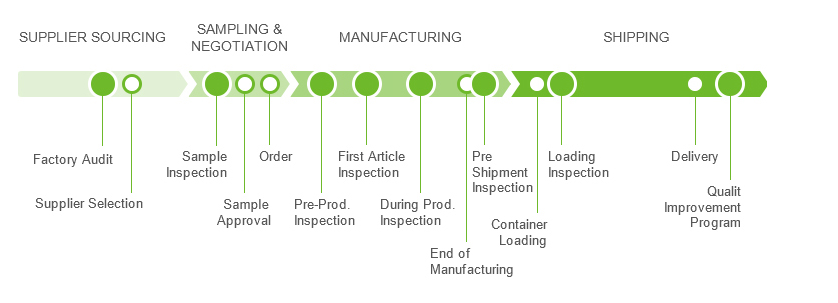 SUPPLIER SOURCING
SAMPLING &
NEGOTIATION
MANUFACTURING
SHIPPING
Factory Audit
Supplier Selection
Sample
Inspection
Sample
Approval
Order
Pre-Prod.
Inspection
First Article
Inspection
During Prod.
Inspection
End of
Manufacturing
Pre
Shipment
Inspection
Container
Loading
Loading
Inspection
Delivery
Qualit
Improvement
Program